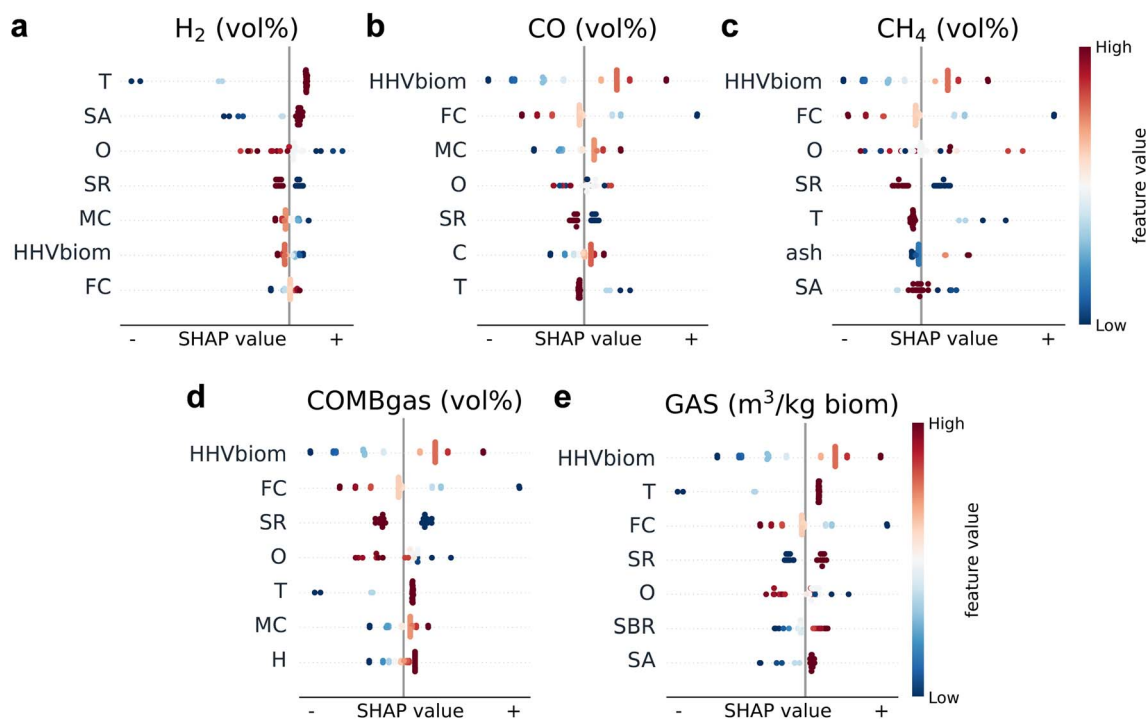 a
H₂ (vol%)
T
SA
O
SR
MC
HHVbiom
FC
- SHAP value +
b
CO (vol%)
HHVbiom
FC
MC
O
SR
C
T
- SHAP value +
c
CH₄ (vol%)
HHVbiom
FC
O
SR
T
ash
SA
- SHAP value +
High
feature value
Low
d
COMBgas (vol%)
HHVbiom
FC
SR
O
T
MC
H
- SHAP value +
e
GAS (m³/kg biom)
HHVbiom
T
FC
SR
O
SBR
SA
- SHAP value +
High
feature value
Low